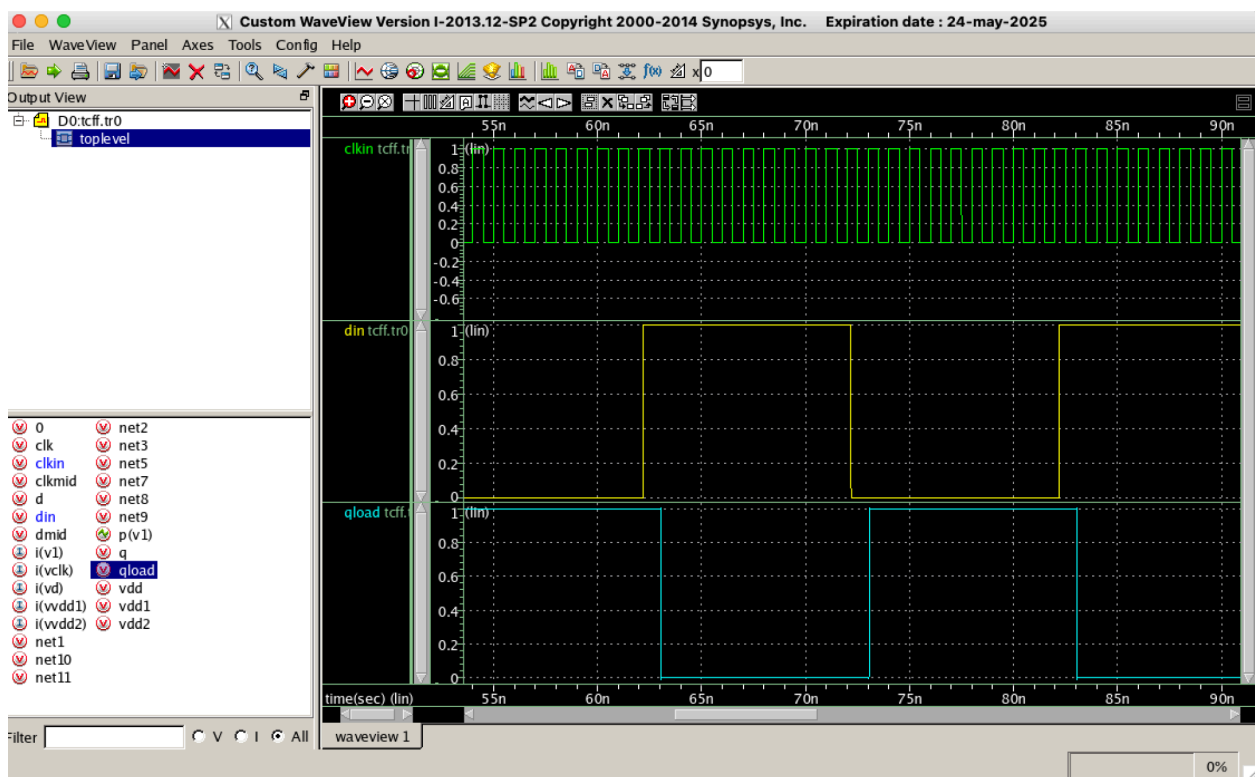 Custom WaveView Version I-2013.12-SP2 Copyright 2000-2014 Synopsys, Inc. Expiration date : 24-may-2025
File WaveView Panel Axes Tools Config Help
x 0
Output View
D0:tcff.tr0
toplevel
0 net2
clk net3
clkin net5
clkmid net7
d net8
din net9
dmid p(v1)
i(v1) q
i(vclk) qload
i(vd) vdd
i(vvdd1) vdd1
i(vvdd2) vdd2
net1
net10
net11
Filter V I All
55n 60n 65n 70n 75n 80n 85n 90n
clkin tcff.tr
1 (lin)
0.8
0.6
0.4
0.2
0
-0.2
-0.4
-0.6
din tcff.tr0
1 (lin)
0.8
0.6
0.4
0.2
0
qload tcff.t
1 (lin)
0.8
0.6
0.4
0.2
0
time(sec) (lin) 55n 60n 65n 70n 75n 80n 85n 90n
waveview 1
0%